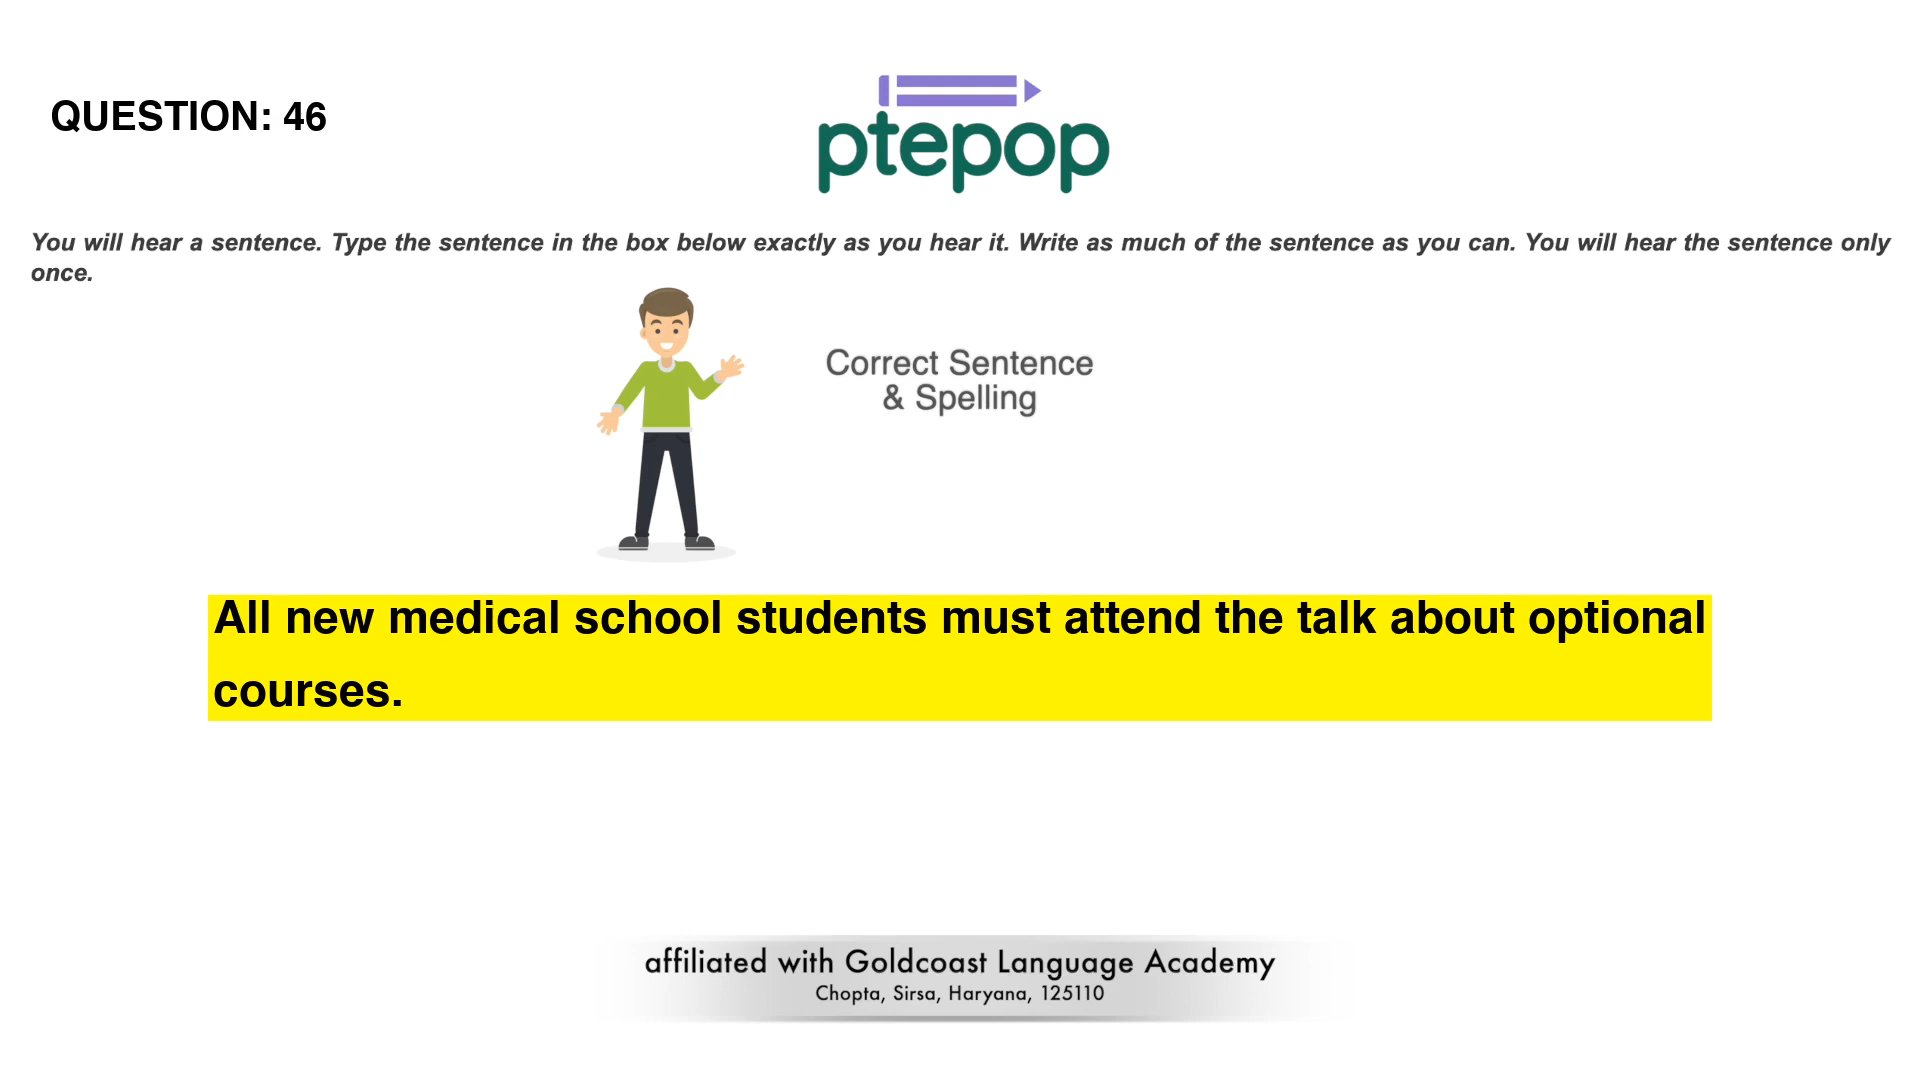 QUESTION: 46
ptepop
You will hear a sentence. Type the sentence in the box below exactly as you hear it. Write as much of the sentence as you can. You will hear the sentence only
once.
Correct Sentence
& Spelling
All new medical school students must attend the talk about optional
courses.
affiliated with Goldcoast Language Academy
Chopta, Sirsa, Haryana, 125110